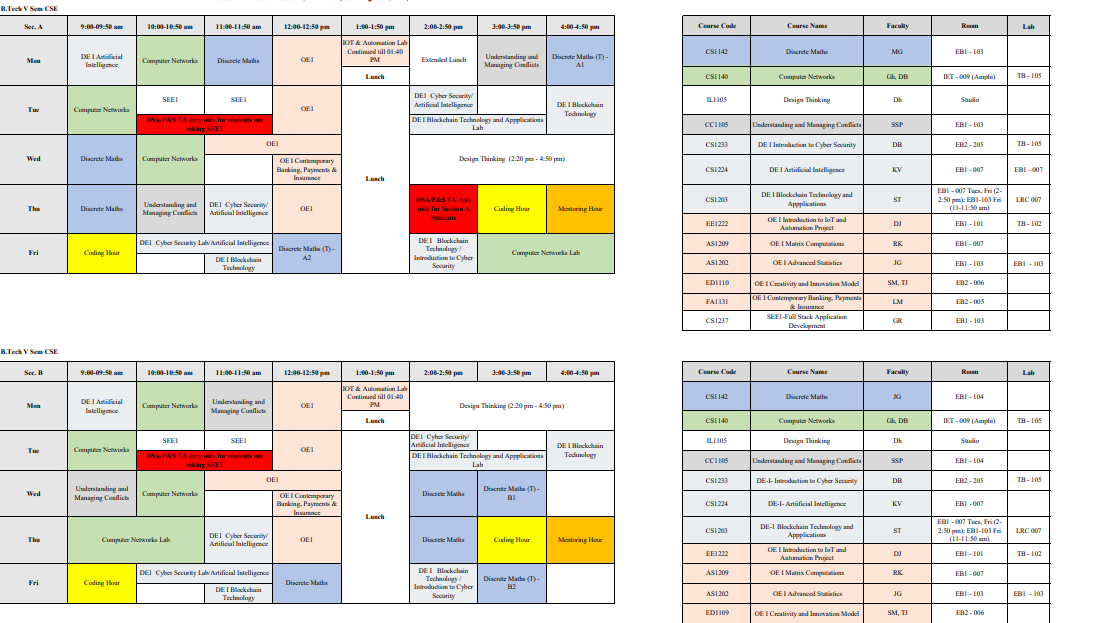 B.Tech V Sem CSE
Sec. A 9:00-09:50 am 10:00-10:50 am 11:00-11:50 am 12:00-12:50 pm 1:00-1:50 pm 2:00-2:50 pm 3:00-3:50 pm 4:00-4:50 pm
Mon
DE I Artificial
Intelligence
Computer Networks
Discrete Maths
OE1
IOT & Automation Lab
Continued till 01:40
PM
Lunch
Extended Lunch
Understanding and
Managing Conflicts
Discrete Maths (T) -
A1
Tue
Computer Networks
SEE1
SEE1
DSA/P&S TA duty only for students not
taking SEE1
OE1
Lunch
DE1 Cyber Security/
Artificial Intelligence
DE I Blockchain Technology and Appplications
Lab
DE I Blockchain
Technology
Wed
Discrete Maths
Computer Networks
OE1
OE I Contemporary
Banking, Payments &
Insurance
Design Thinking (2:20 pm - 4:50 pm)
Thu
Discrete Maths
Understanding and
Managing Conflicts
DE1 Cyber Security/
Artificial Intelligence
OE1
DSA/P&S TA duty
only for Section A
Students
Coding Hour
Mentoring Hour
Fri
Coding Hour
DE1 Cyber Security Lab/Artificial Intelligence
DE I Blockchain
Technology
Discrete Maths (T) -
A2
DE I Blockchain
Technology /
Introduction to Cyber
Security
Computer Networks Lab
Course Code Course Name Faculty Room Lab
CS1142 Discrete Maths MG EB1 - 103
CS1140 Computer Networks Gh, DB IET - 009 (Amphi) TB - 105
IL1105 Design Thinking Dh Studio
CC1105 Understanding and Managing Conflicts SSP EB1 - 103
CS1233 DE I Introduction to Cyber Security DB EB2 - 205 TB - 105
CS1224 DE I Artificial Intelligence KV EB1 - 007 EB1 - 007
CS1203 DE I Blockchain Technology and
Appplications ST EB1 - 007 Tues, Fri (2-
2:50 pm); EB1-103 Fri
(11-11:50 am) LRC 007
EE1222 OE I Introduction to IoT and
Automation Project DJ EB1 - 101 TB - 102
AS1209 OE I Matrix Computations RK EB1 - 007
AS1202 OE I Advanced Statistics JG EB1 - 103 EB1 - 103
ED1110 OE I Creativity and Innovation Model SM, TJ EB2 - 006
FA1131 OE I Contemporary Banking, Payments
& Insurance LM EB2 - 005
CS1237 SEE1-Full Stack Application
Development GR EB1 - 103
B.Tech V Sem CSE
Sec. B 9:00-09:50 am 10:00-10:50 am 11:00-11:50 am 12:00-12:50 pm 1:00-1:50 pm 2:00-2:50 pm 3:00-3:50 pm 4:00-4:50 pm
Mon
DE I Artificial
Intelligence
Computer Networks
Understanding and
Managing Conflicts
OE1
IOT & Automation Lab
Continued till 01:40
PM
Lunch
Design Thinking (2:20 pm - 4:50 pm)
Tue
Computer Networks
SEE1
SEE1
DSA/P&S TA duty only for students not
taking SEE1
OE1
Lunch
DE1 Cyber Security/
Artificial Intelligence
DE I Blockchain Technology and Appplications
Lab
DE I Blockchain
Technology
Wed
Understanding and
Managing Conflicts
Computer Networks
OE1
OE I Contemporary
Banking, Payments &
Insurance
Discrete Maths
Discrete Maths (T) -
B1
Thu
Computer Networks Lab
DE1 Cyber Security/
Artificial Intelligence
OE1
Discrete Maths
Coding Hour
Mentoring Hour
Fri
Coding Hour
DE1 Cyber Security Lab/Artificial Intelligence
DE I Blockchain
Technology
Discrete Maths
DE I Blockchain
Technology /
Introduction to Cyber
Security
Discrete Maths (T) -
B2
Course Code Course Name Faculty Room Lab
CS1142 Discrete Maths JG EB1 - 104
CS1140 Computer Networks Gh, DB IET - 009 (Amphi) TB - 105
IL1105 Design Thinking Dh Studio
CC1105 Understanding and Managing Conflicts SSP EB1 - 104
CS1233 DE-I- Introduction to Cyber Security DB EB2 - 205 TB - 105
CS1224 DE-I- Artificial Intelligence KV EB1 - 007
CS1203 DE-1 Blockchain Technology and
Appplications ST EB1 - 007 Tues, Fri (2-
2:50 pm); EB1-103 Fri
(11-11:50 am) LRC 007
EE1222 OE I Introduction to IoT and
Automation Project DJ EB1 - 101 TB - 102
AS1209 OE I Matrix Computations RK EB1 - 007
AS1202 OE I Advanced Statistics JG EB1 - 103 EB1 - 103
ED1109 OE I Creativity and Innovation Model SM, TJ EB2 - 006